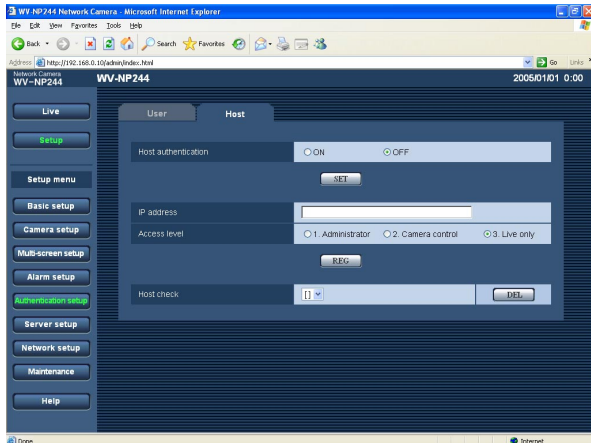 WV-NP244 Network Camera - Microsoft Internet Explorer
File Edit View Favorites Tools Help
Back Search Favorites
Address http://192.168.0.10/admin/index.html Go Links
Network Camera
WV-NP244 WV-NP244 2005/01/01 0:00
Live
User Host
Setup
Host authentication ON OFF
Setup menu
SET
Basic setup
IP address
Camera setup
Access level 1. Administrator 2. Camera control 3. Live only
Multi-screen setup
REG
Alarm setup
Host check [] DEL
Authentication setup
Server setup
Network setup
Maintenance
Help
Done Internet